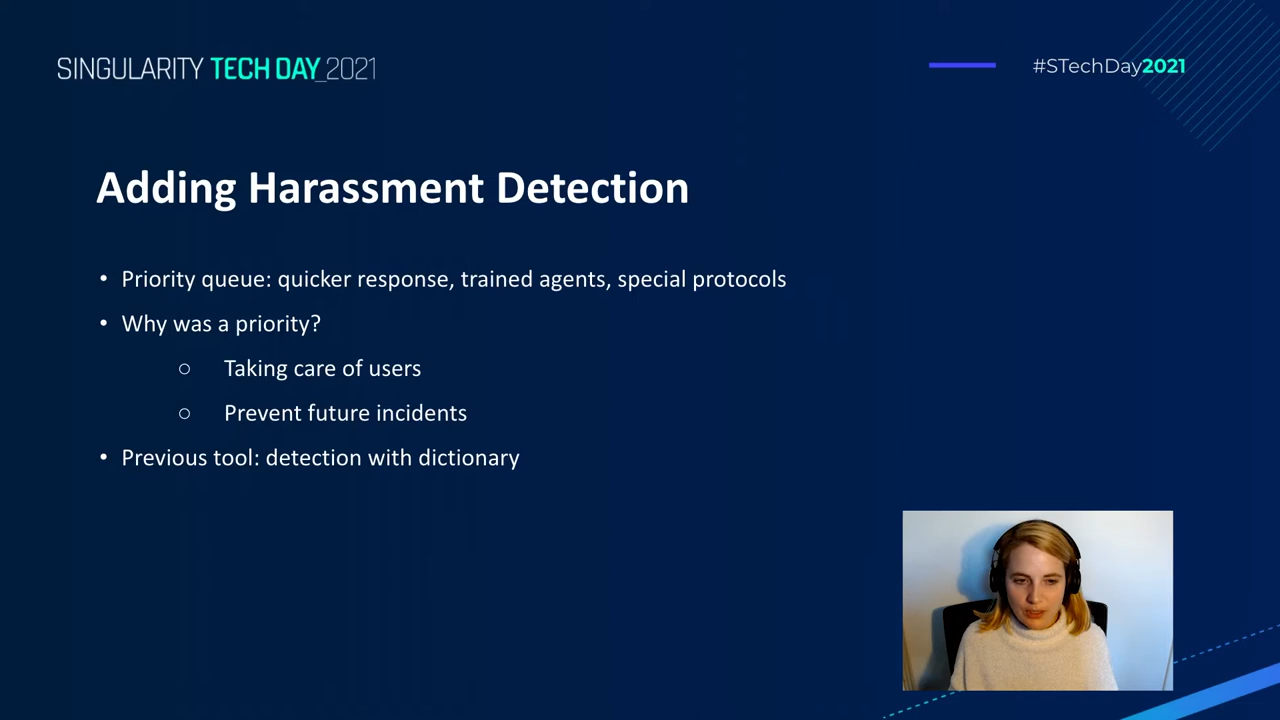 SINGULARITY TECH DAY_2021
#STechDay2021
Adding Harassment Detection
• Priority queue: quicker response, trained agents, special protocols
• Why was a priority?
○ Taking care of users
○ Prevent future incidents
• Previous tool: detection with dictionary